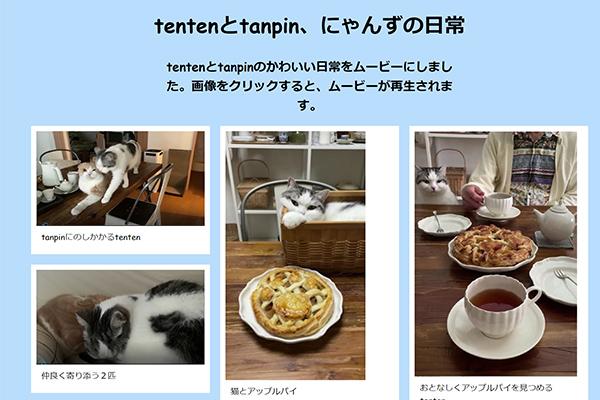 tentenとtanpin、にゃんずの日常
tentenとtanpinのかわいい日常をムービーにしまし
た。画像をクリックすると、ムービーが再生されま
す。
tanpinにのしかかるtenten
仲良く寄り添う２匹
猫とアップルパイ
おとなしくアップルパイを見つめる
tenten